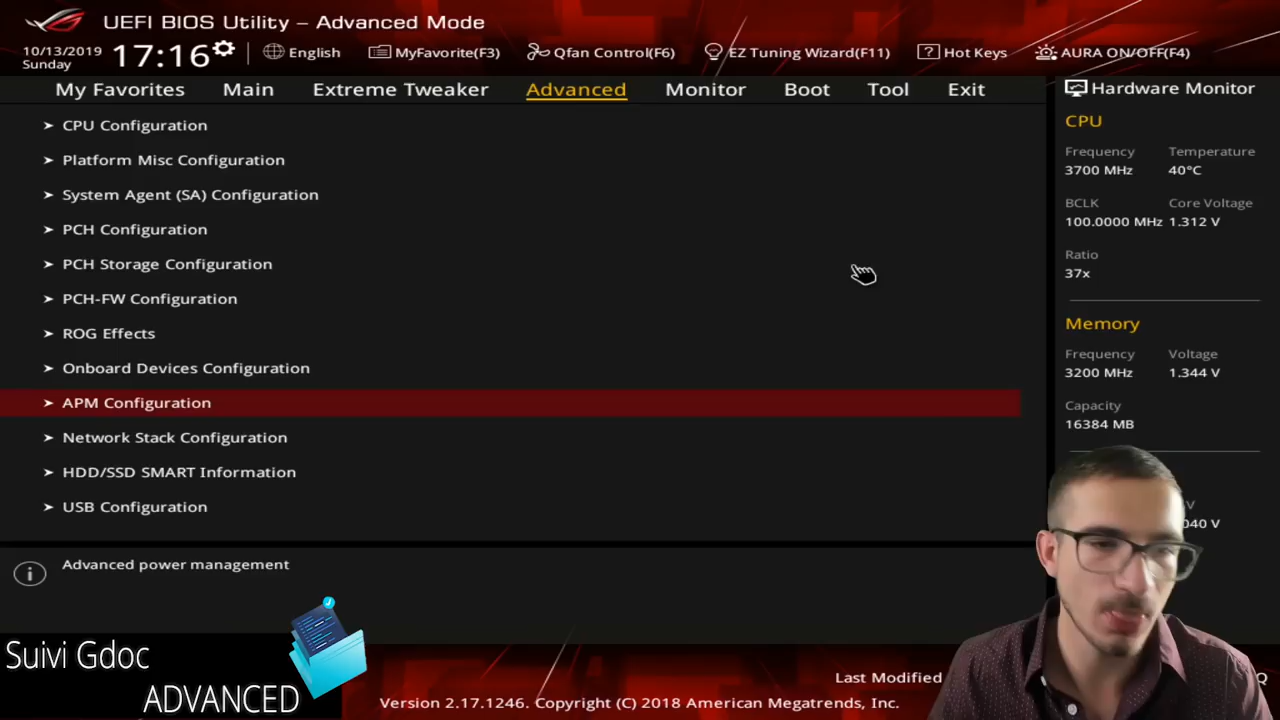 UEFI BIOS Utility – Advanced Mode
10/13/2019
Sunday
17:16
English
MyFavorite(F3)
Qfan Control(F6)
EZ Tuning Wizard(F11)
? Hot Keys
AURA ON/OFF(F4)
My Favorites Main Extreme Tweaker Advanced Monitor Boot Tool Exit
CPU Configuration
Platform Misc Configuration
System Agent (SA) Configuration
PCH Configuration
PCH Storage Configuration
PCH-FW Configuration
ROG Effects
Onboard Devices Configuration
APM Configuration
Network Stack Configuration
HDD/SSD SMART Information
USB Configuration
i Advanced power management
Hardware Monitor
CPU
Frequency Temperature
3700 MHz 40°C
BCLK Core Voltage
100.0000 MHz 1.312 V
Ratio
37x
Memory
Frequency Voltage
3200 MHz 1.344 V
Capacity
16384 MB
V
040 V
Suivi Gdoc
ADVANCED
Last Modified
Version 2.17.1246. Copyright (C) 2018 American Megatrends, Inc.